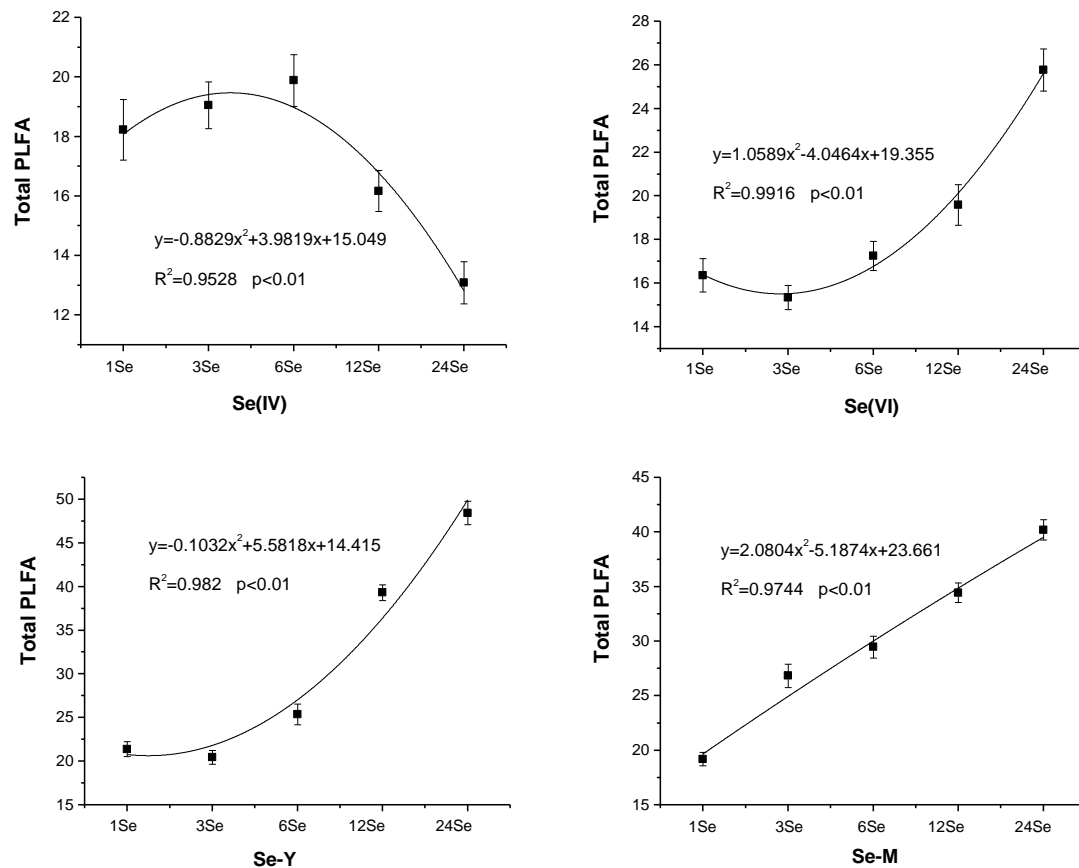 22
20
18
16
14
12
Total PLFA
y=-0.8829x²+3.9819x+15.049
R²=0.9528 p<0.01
1Se 3Se 6Se 12Se 24Se
Se(IV)
28
26
24
22
20
18
16
14
Total PLFA
y=1.0589x²-4.0464x+19.355
R²=0.9916 p<0.01
1Se 3Se 6Se 12Se 24Se
Se(VI)
50
45
40
35
30
25
20
15
Total PLFA
y=-0.1032x²+5.5818x+14.415
R²=0.982 p<0.01
1Se 3Se 6Se 12Se 24Se
Se-Y
45
40
35
30
25
20
15
Total PLFA
y=2.0804x²-5.1874x+23.661
R²=0.9744 p<0.01
1Se 3Se 6Se 12Se 24Se
Se-M